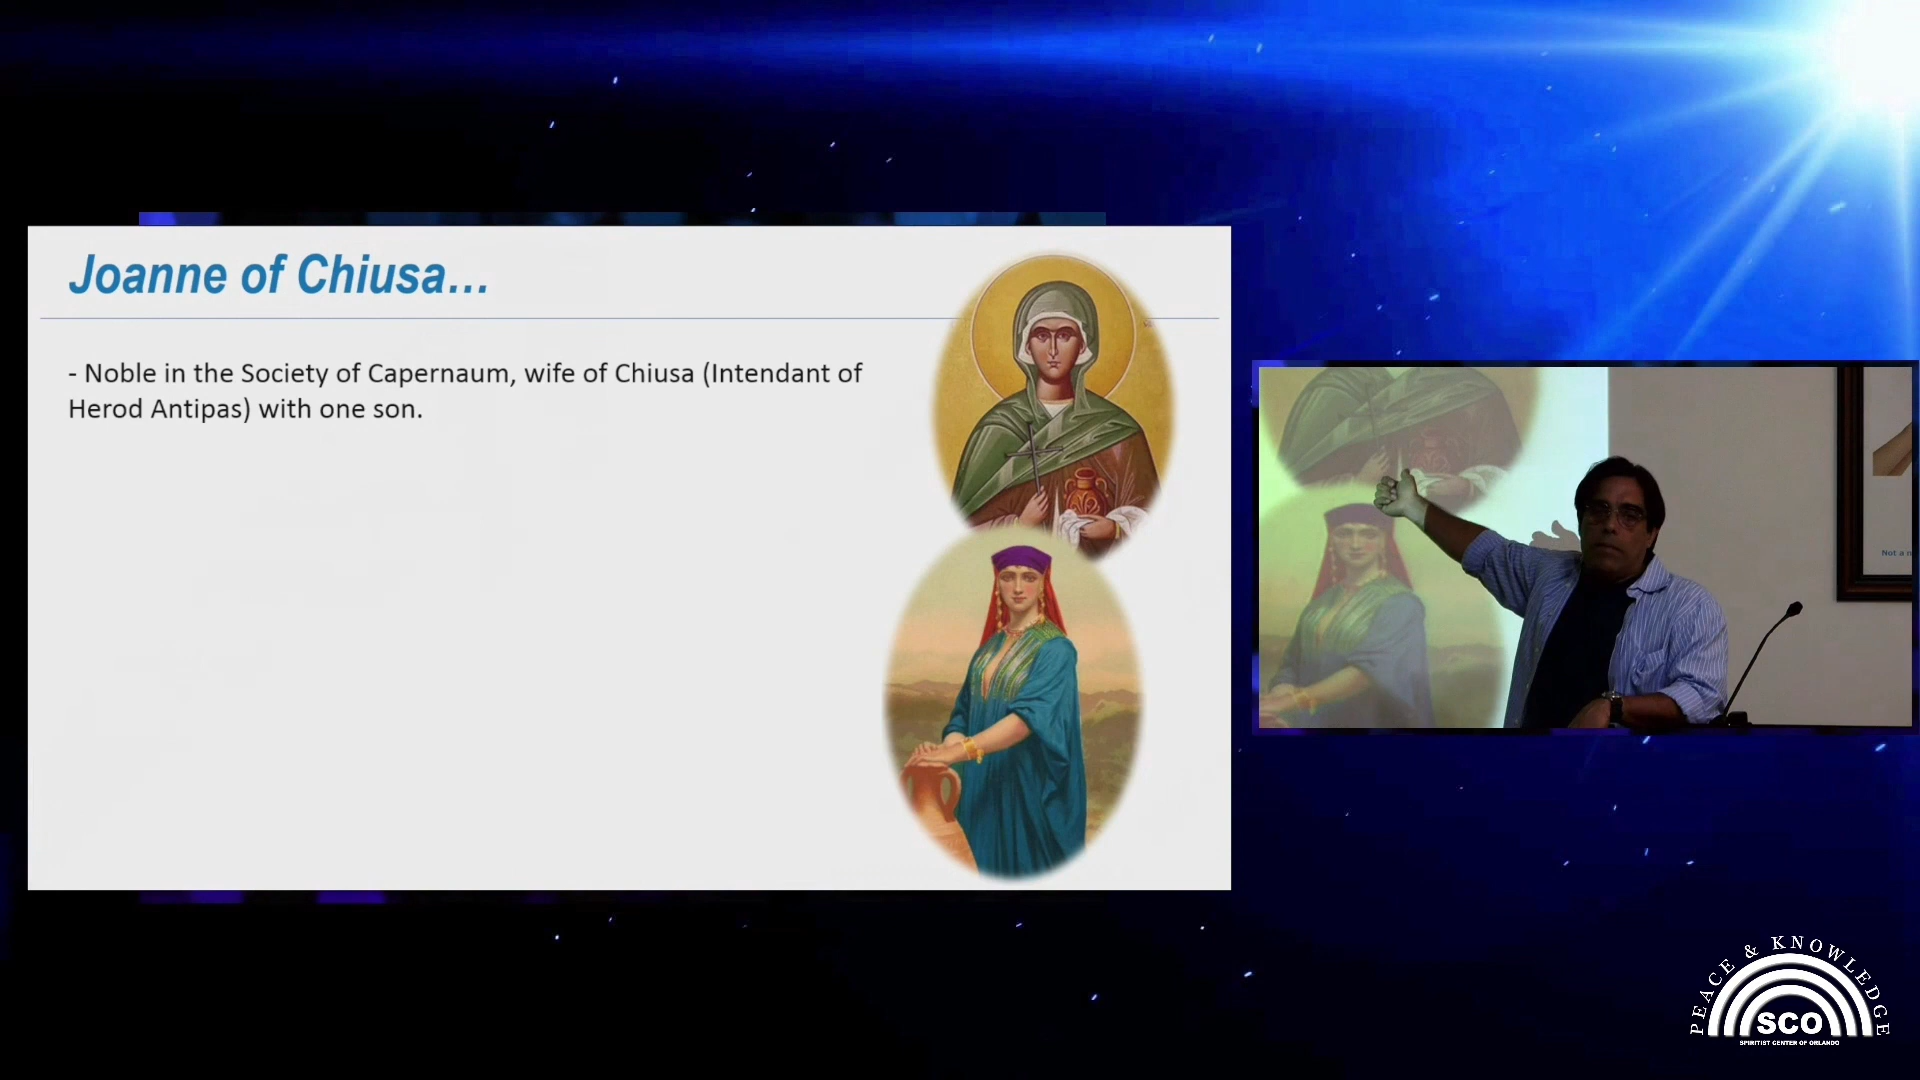 Joanne of Chiusa...
- Noble in the Society of Capernaum, wife of Chiusa (Intendant of
Herod Antipas) with one son.
Not a
PEACE & KNOWLEDGE
SCO
SPIRITIST CENTER OF ORLANDO